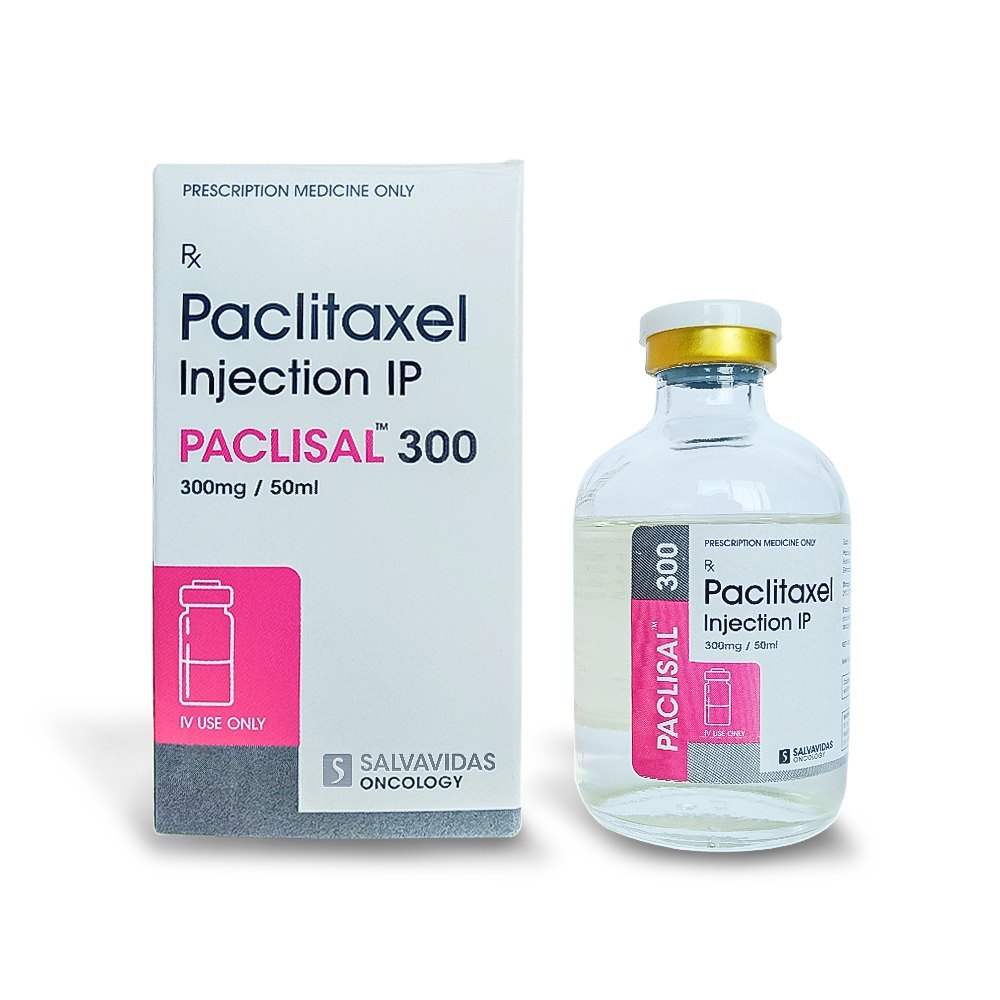 PRESCRIPTION MEDICINE ONLY
Rx
Paclitaxel
Injection IP
PACLISAL™ 300
300mg / 50ml
IV USE ONLY
S SALVAVIDAS
ONCOLOGY
PACLISAL™ 300
PRESCRIPTION MEDICINE ONLY
Rx
Paclitaxel
Injection IP
300mg / 50ml
IV USE ONLY
S SALVAVIDAS
ONCOLOGY